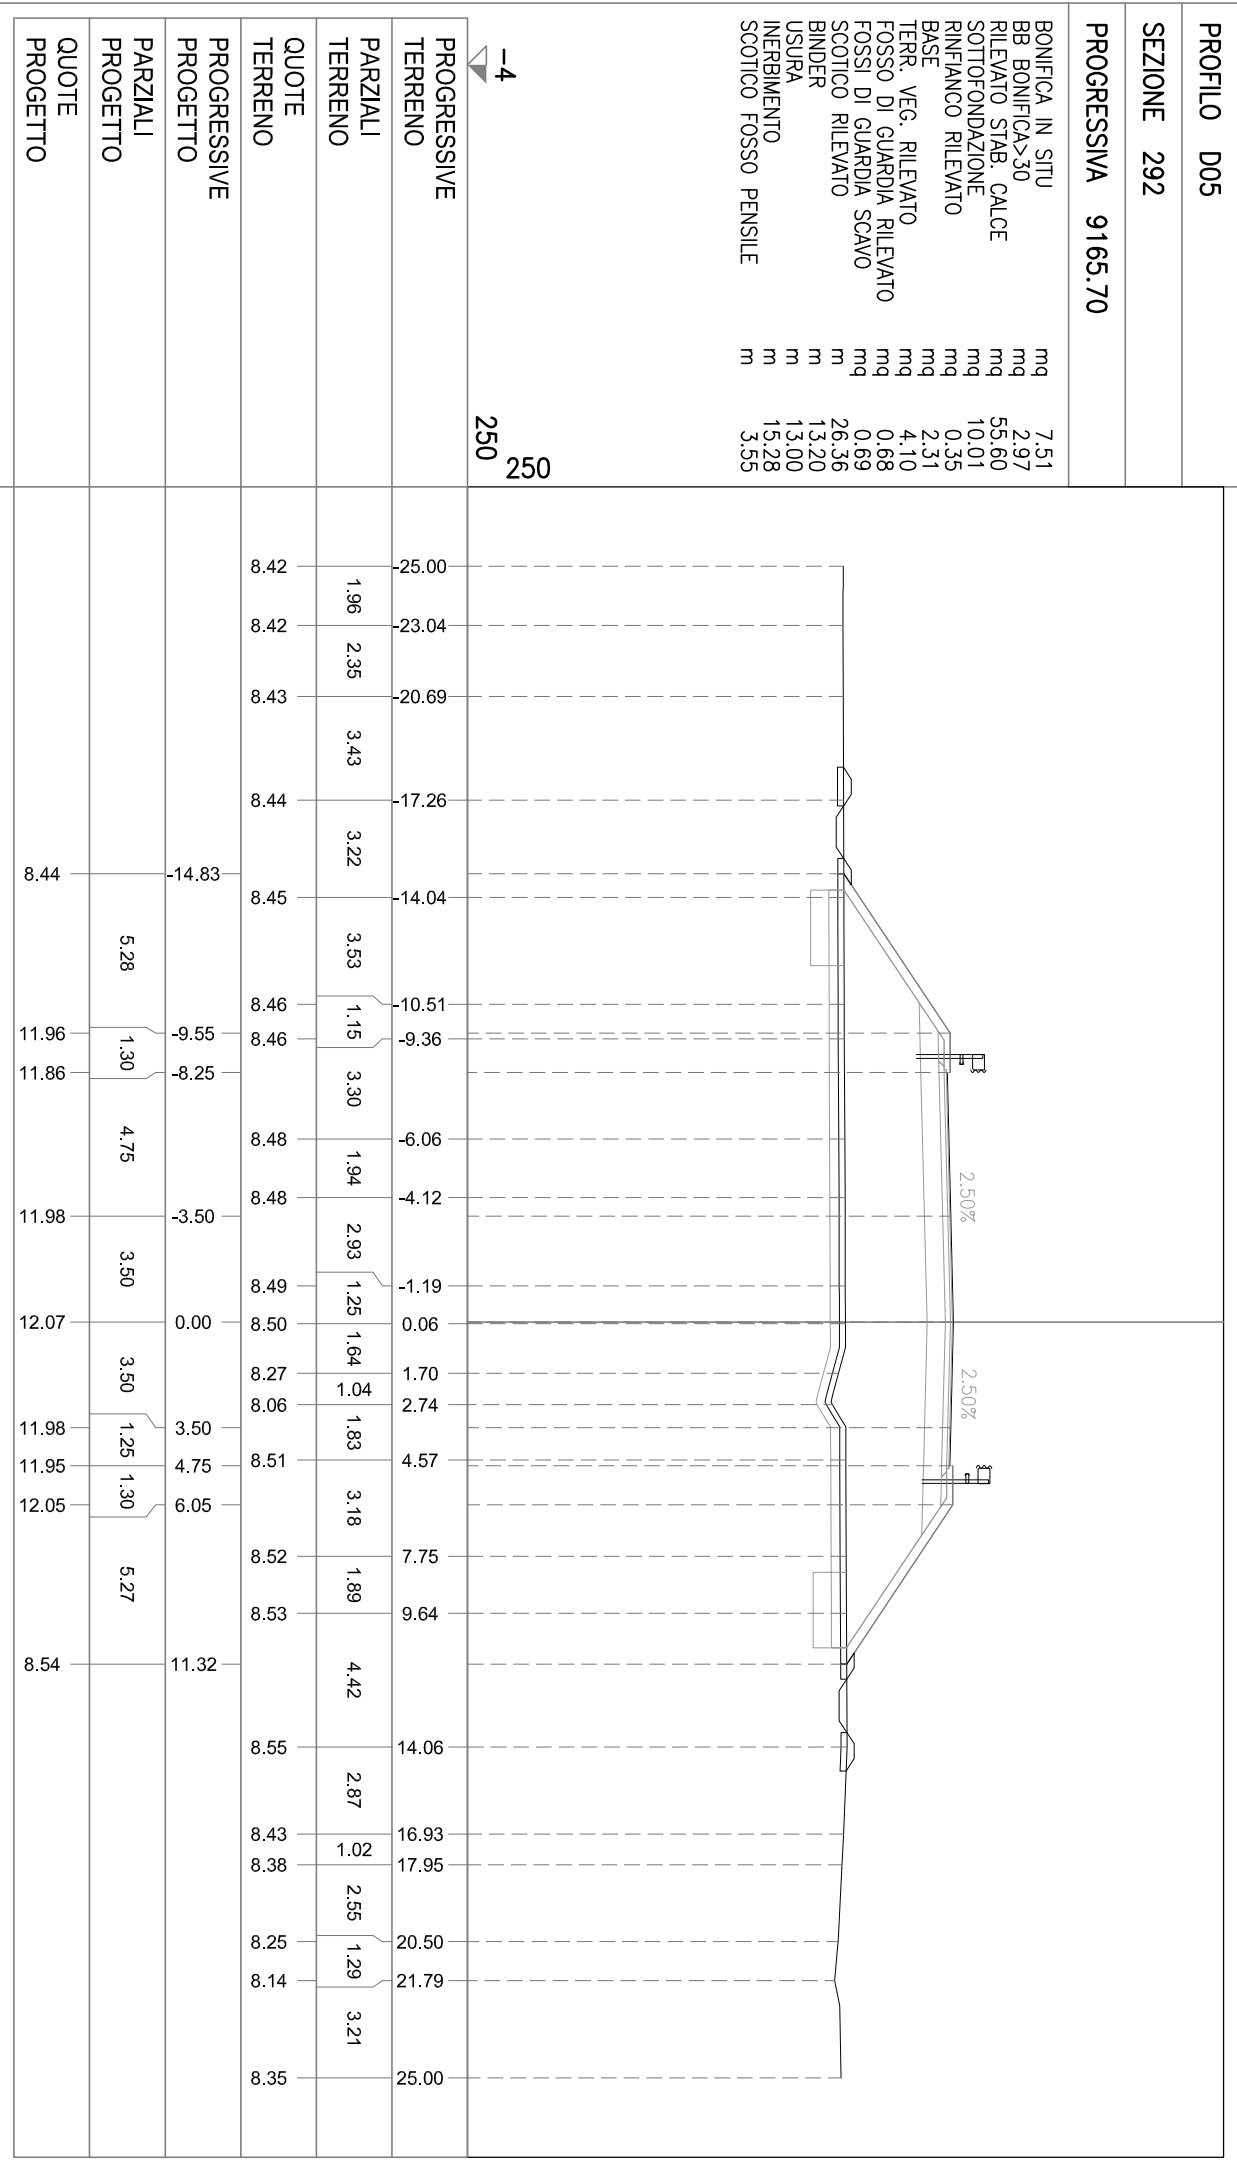 PROFILO D05
SEZIONE 292
PROGRESSIVA 9165.70
BONIFICA IN SITU mq 7.51
BB BONIFICA>30 mq 2.97
RILEVATO STAB. CALCE mq 55.60
SOTTOFONDAZIONE mq 10.01
RINFIANCO RILEVATO mq 0.35
BASE mq 2.31
TERR. VEG. RILEVATO mq 4.10
FOSSO DI GUARDIA RILEVATO mq 0.68
FOSSI DI GUARDIA SCAVO mq 0.69
SCOTICO RILEVATO m 26.36
BINDER m 13.20
USURA m 13.00
INERBIMENTO m 15.28
SCOTICO FOSSO PENSILE m 3.55
2.50% 2.50%
250
-4 250
PROGRESSIVE
TERRENO
-25.00 -23.04 -20.69 -17.26 -14.04 -10.51 -9.36 -6.06 -4.12 -1.19 0.06 1.70 2.74 4.57 7.75 9.64 14.06 16.93 17.95 20.50 21.79 25.00
PARZIALI
TERRENO
1.96 2.35 3.43 3.22 3.53 1.15 3.30 1.94 2.93 1.25 1.64 1.04 1.83 3.18 1.89 4.42 2.87 1.02 2.55 1.29 3.21
QUOTE
TERRENO
8.42 8.42 8.43 8.44 8.45 8.46 8.46 8.48 8.48 8.49 8.50 8.27 8.06 8.51 8.52 8.53 8.55 8.43 8.38 8.25 8.14 8.35
PROGRESSIVE
PROGETTO
-14.83 -9.55 -8.25 -3.50 0.00 3.50 4.75 6.05 11.32
PARZIALI
PROGETTO
5.28 1.30 4.75 3.50 3.50 1.25 1.30 5.27
QUOTE
PROGETTO
8.44 11.96 11.86 11.98 12.07 11.98 11.95 12.05 8.54